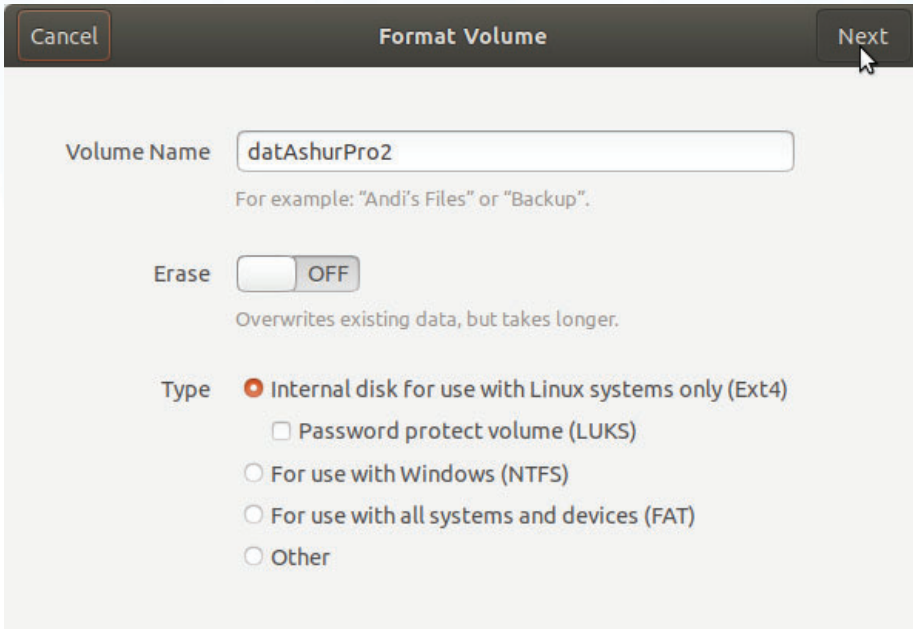 Cancel Format Volume Next
Volume Name datAshurPro2
For example: “Andi’s Files” or “Backup”.
Erase OFF
Overwrites existing data, but takes longer.
Type Internal disk for use with Linux systems only (Ext4)
Password protect volume (LUKS)
For use with Windows (NTFS)
For use with all systems and devices (FAT)
Other